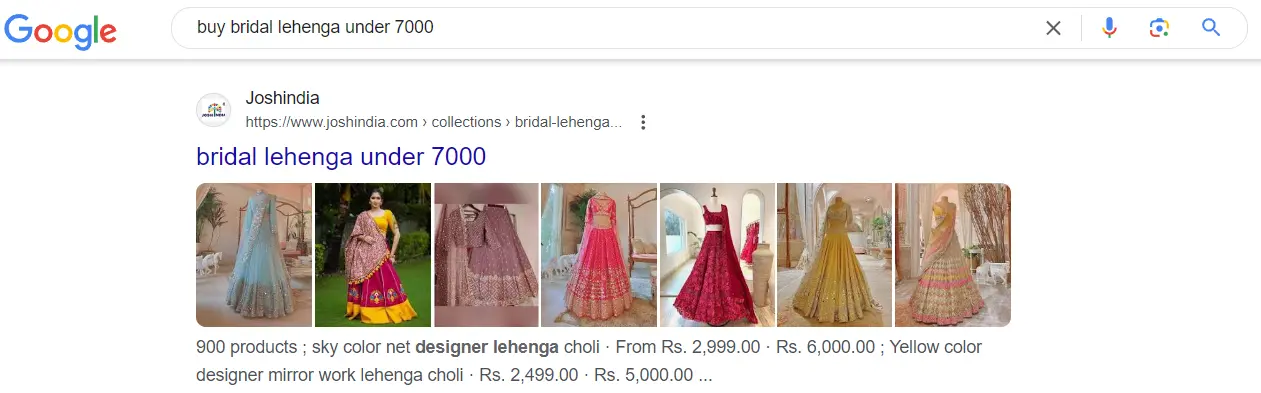 Google
buy bridal lehenga under 7000
Joshindia
https://www.joshindia.com › collections › bridal-lehenga...
bridal lehenga under 7000
900 products ; sky color net designer lehenga choli · From Rs. 2,999.00 · Rs. 6,000.00 ; Yellow color
designer mirror work lehenga choli · Rs. 2,499.00 · Rs. 5,000.00 ...